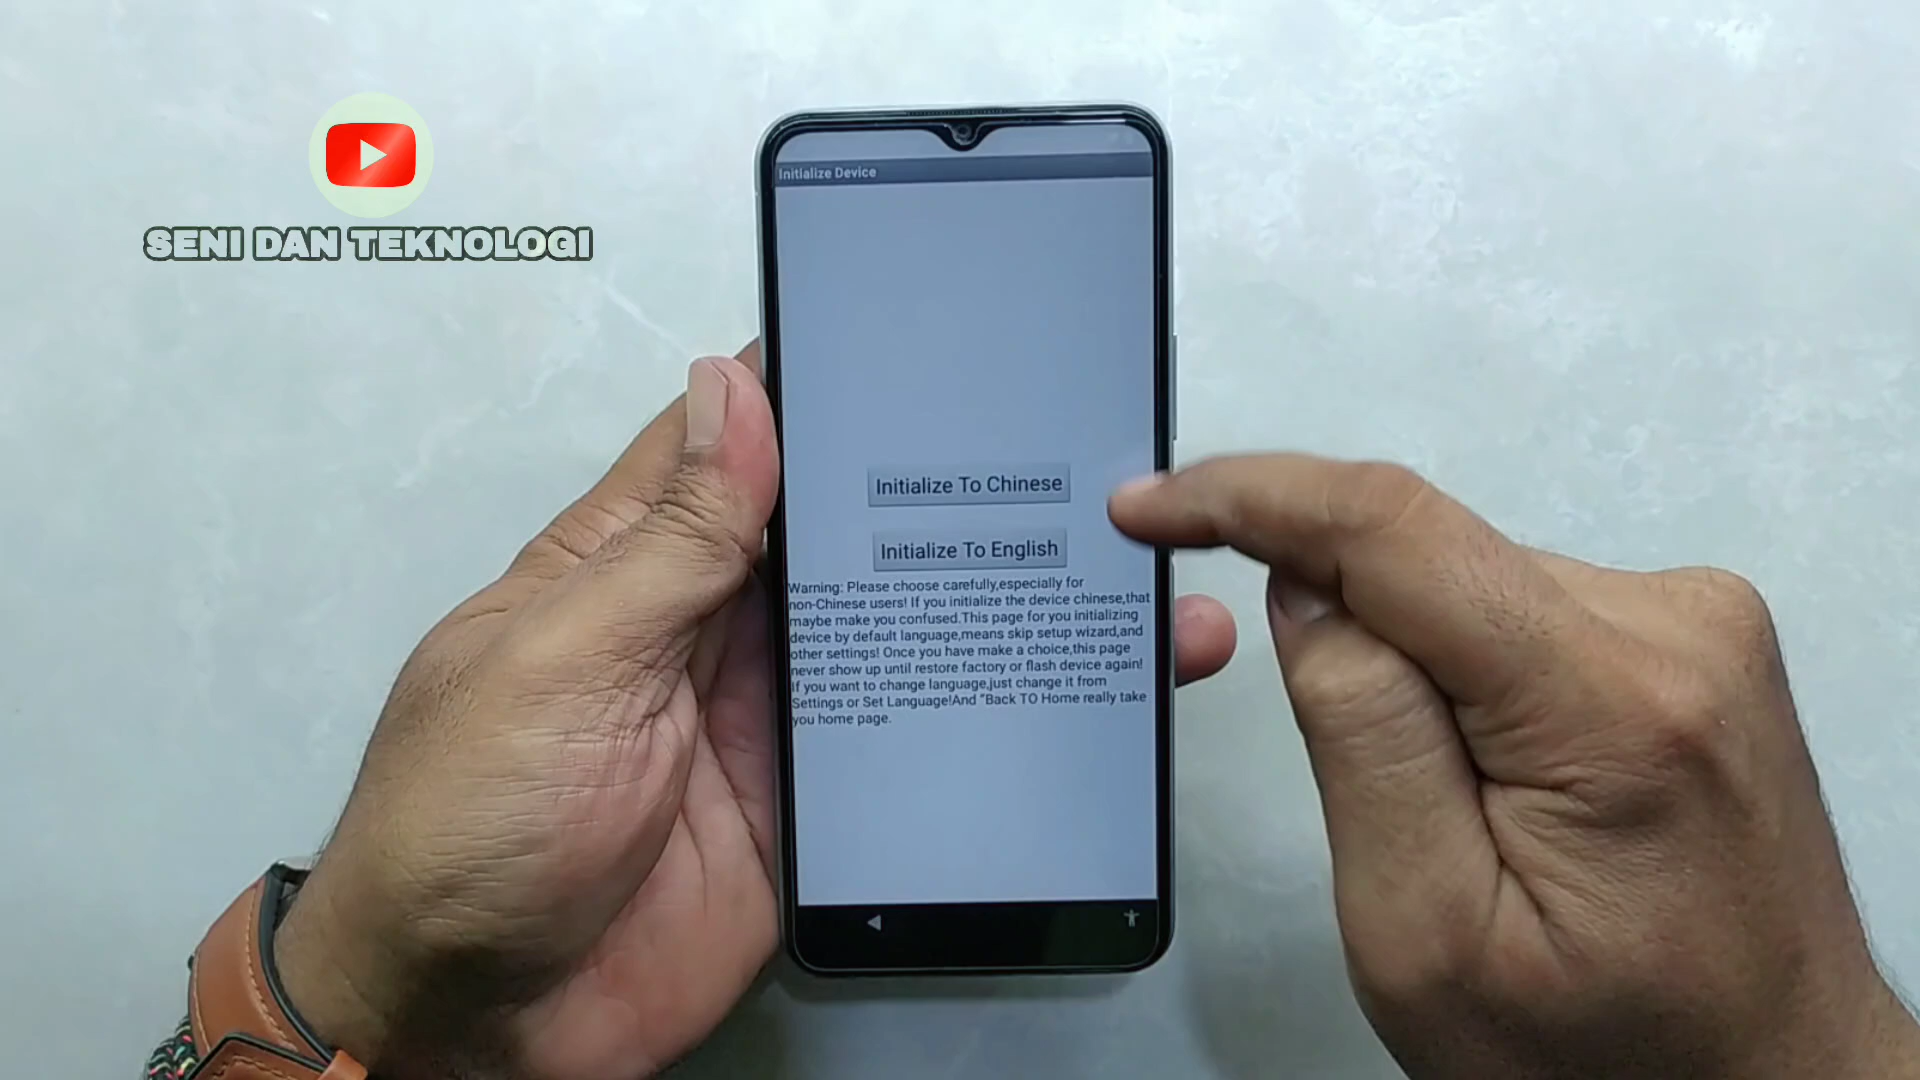 SENI DAN TEKNOLOGI
Initialize Device
Initialize To Chinese
Initialize To English
Warning: Please choose carefully,especially for
non-Chinese users! If you initialize the device chinese,that
maybe make you confused.This page for you initializing
device by default language,means skip setup wizard,and
other settings! Once you have make a choice,this page
never show up until restore factory or flash device again!
If you want to change language,just change it from
Settings or Set Language!And "Back TO Home really take
you home page.